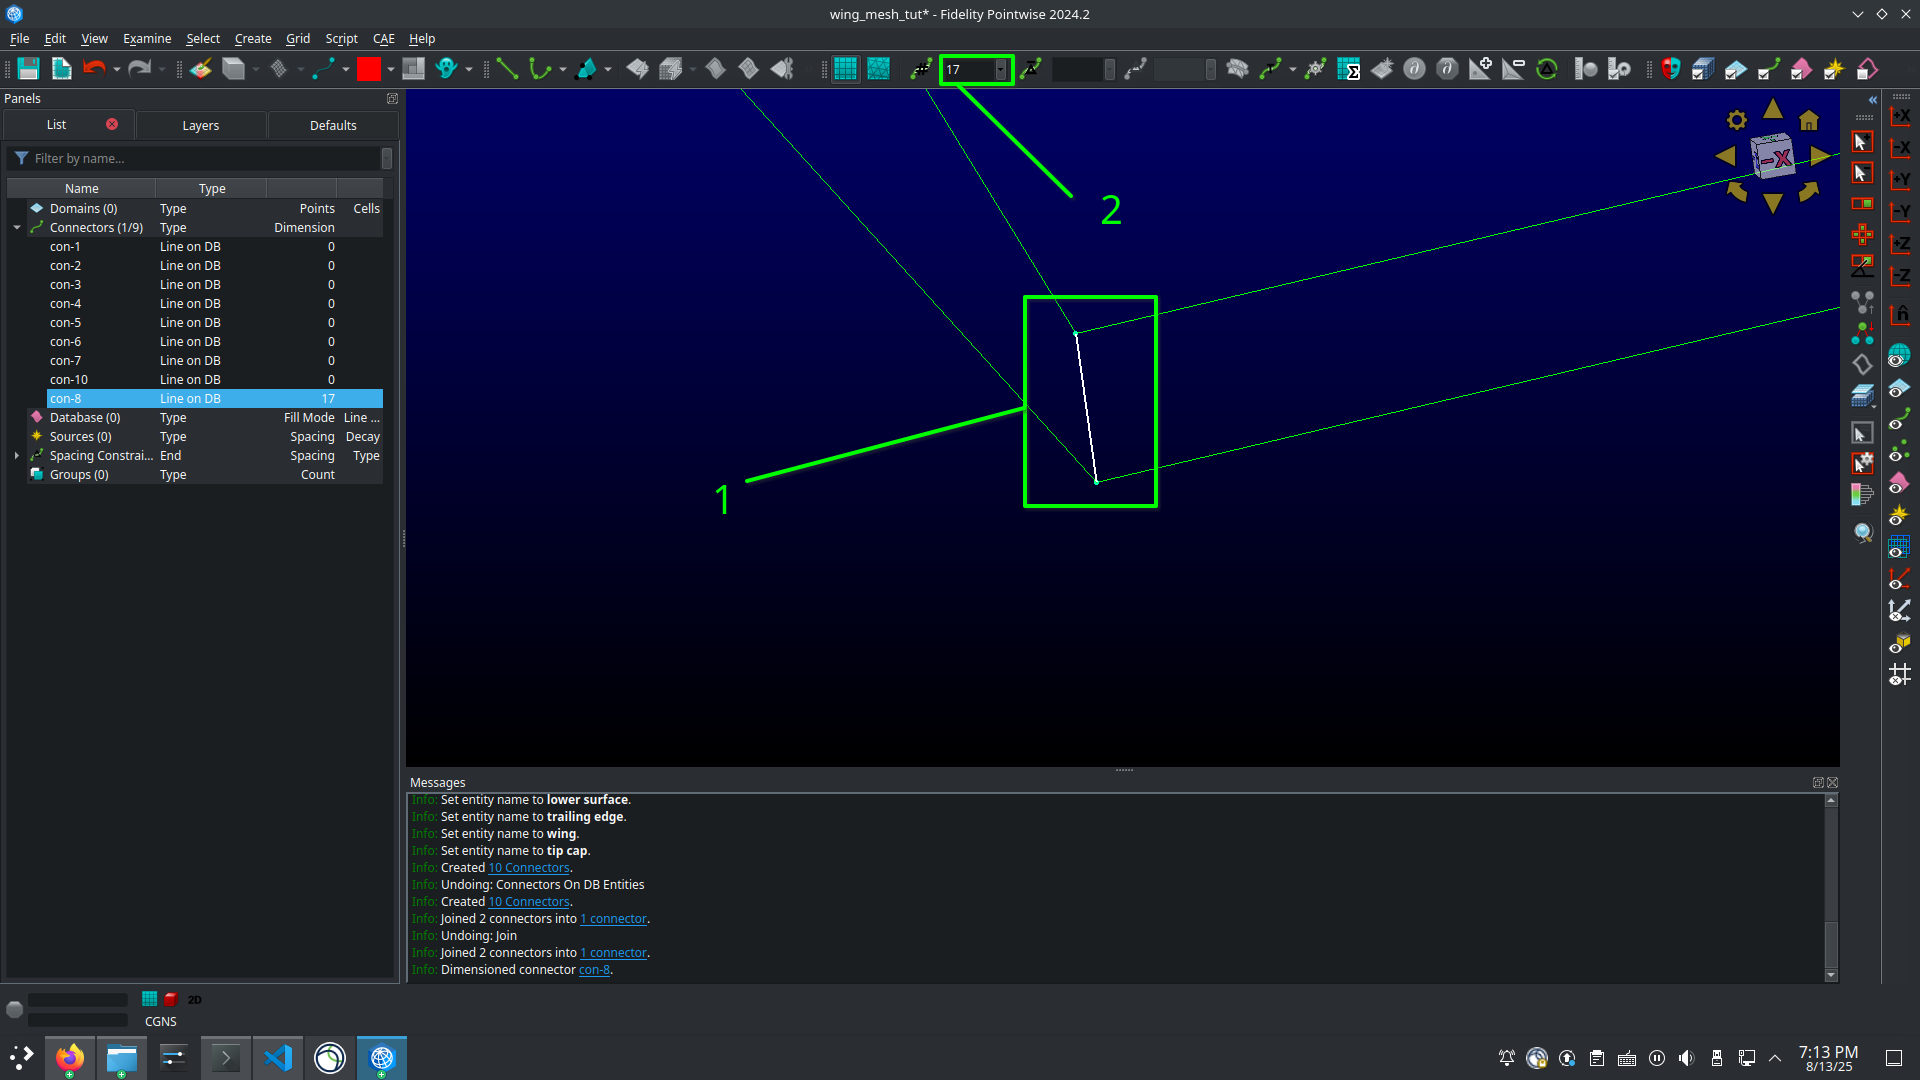 wing_mesh_tut* - Fidelity Pointwise 2024.2
File Edit View Examine Select Create Grid Script CAE Help
17
Panels
List Layers Defaults
Filter by name...
Name Type
Domains (0) Type Points Cells
Connectors (1/9) Type Dimension
con-1 Line on DB 0
con-2 Line on DB 0
con-3 Line on DB 0
con-4 Line on DB 0
con-5 Line on DB 0
con-6 Line on DB 0
con-7 Line on DB 0
con-10 Line on DB 0
con-8 Line on DB 17
Database (0) Type Fill Mode Line ...
Sources (0) Type Spacing Decay
Spacing Constrai... End Spacing Type
Groups (0) Type Count
2
1
-X
+X
-X
+Y
-Y
+Z
-Z
n̂
Messages
Info: Set entity name to lower surface.
Info: Set entity name to trailing edge.
Info: Set entity name to wing.
Info: Set entity name to tip cap.
Info: Created 10 Connectors.
Info: Undoing: Connectors On DB Entities
Info: Created 10 Connectors.
Info: Joined 2 connectors into 1 connector.
Info: Undoing: Join
Info: Joined 2 connectors into 1 connector.
Info: Dimensioned connector con-8.
2D
CGNS
7:13 PM
8/13/25